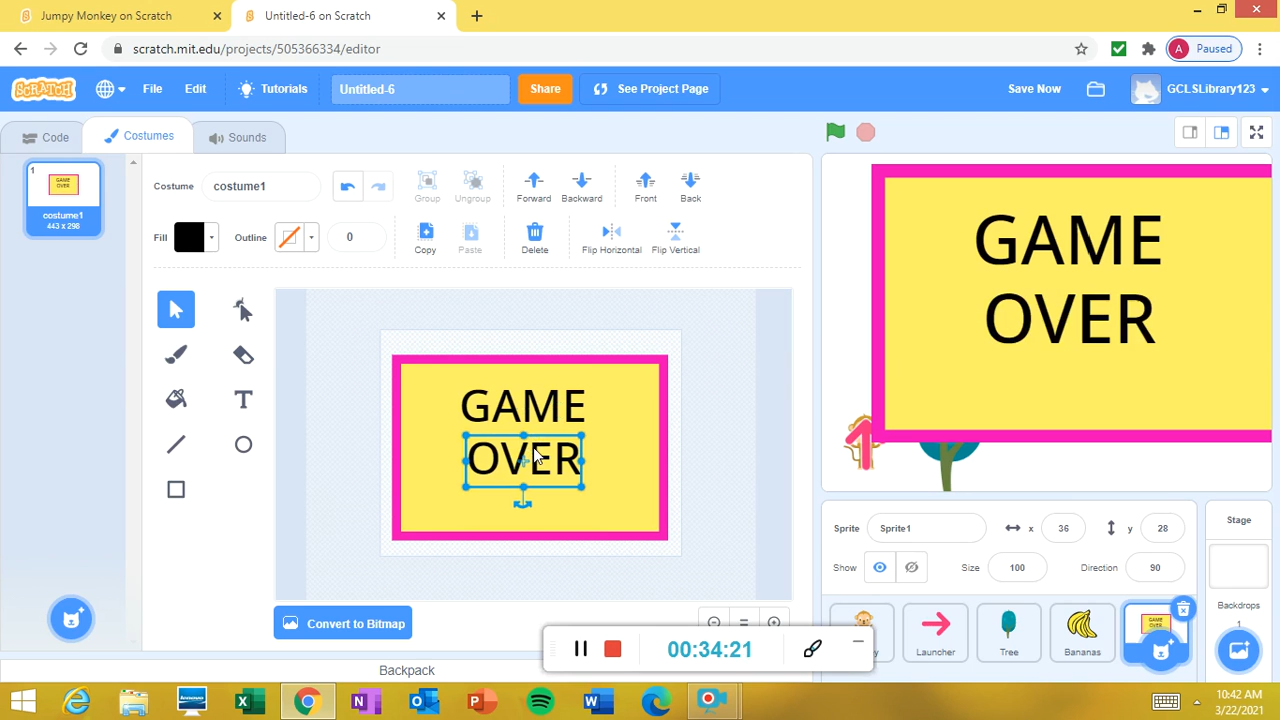 Jumpy Monkey on Scratch
Untitled-6 on Scratch
scratch.mit.edu/projects/505366334/editor
A Paused
SCRATCH File Edit Tutorials Untitled-6 Share See Project Page Save Now GCLSLibrary123
Code Costumes Sounds
1
GAME
OVER
costume1
443 x 298
Costume costume1 Group Ungroup Forward Backward Front Back
Fill Outline 0 Copy Paste Delete Flip Horizontal Flip Vertical
GAME
OVER
Convert to Bitmap
Backpack
GAME
OVER
Sprite Sprite1 x 36 y 28
Show Size 100 Direction 90
Launcher Tree Bananas
Stage
Backdrops
1
00:34:21
10:42 AM
3/22/2021